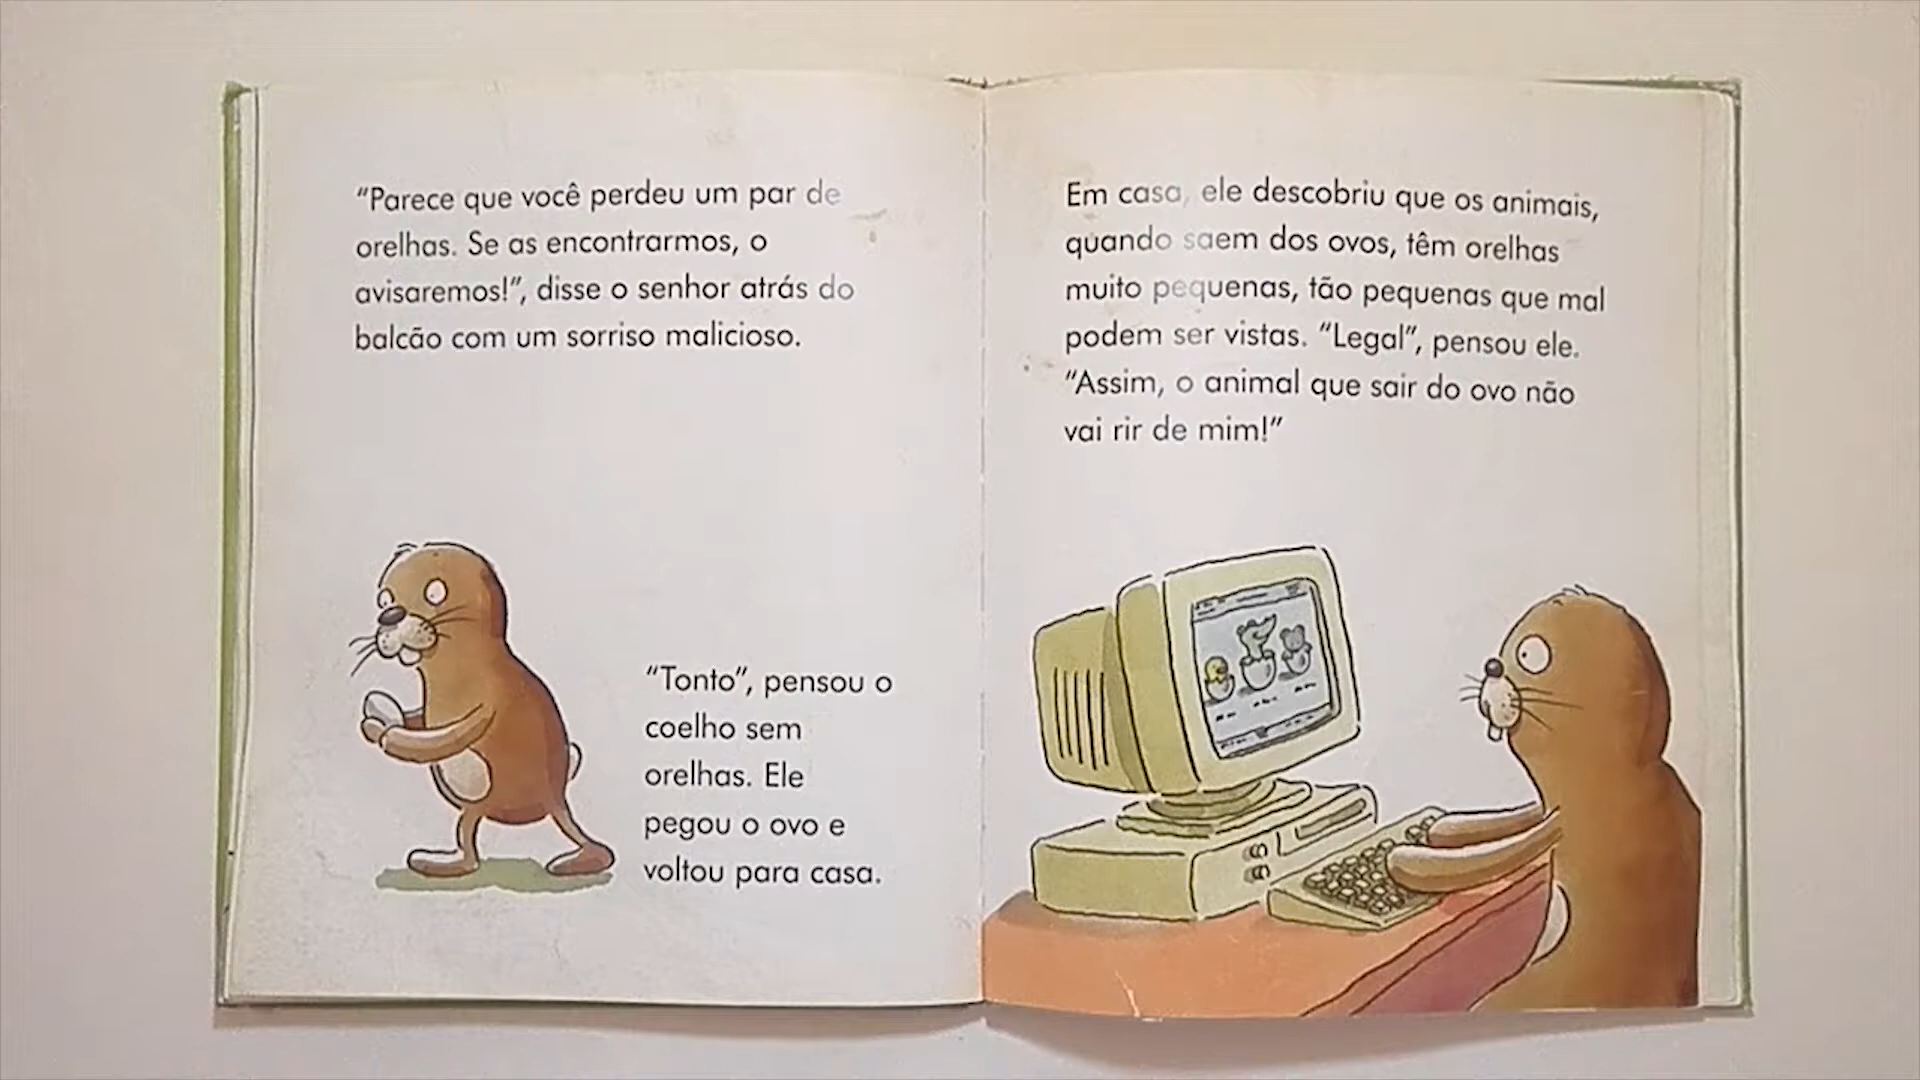 “Parece que você perdeu um par de
orelhas. Se as encontrarmos, o
avisaremos!”, disse o senhor atrás do
balcão com um sorriso malicioso.
“Tonto”, pensou o
coelho sem
orelhas. Ele
pegou o ovo e
voltou para casa.
Em casa, ele descobriu que os animais,
quando saem dos ovos, têm orelhas
muito pequenas, tão pequenas que mal
podem ser vistas. “Legal”, pensou ele.
“Assim, o animal que sair do ovo não
vai rir de mim!”